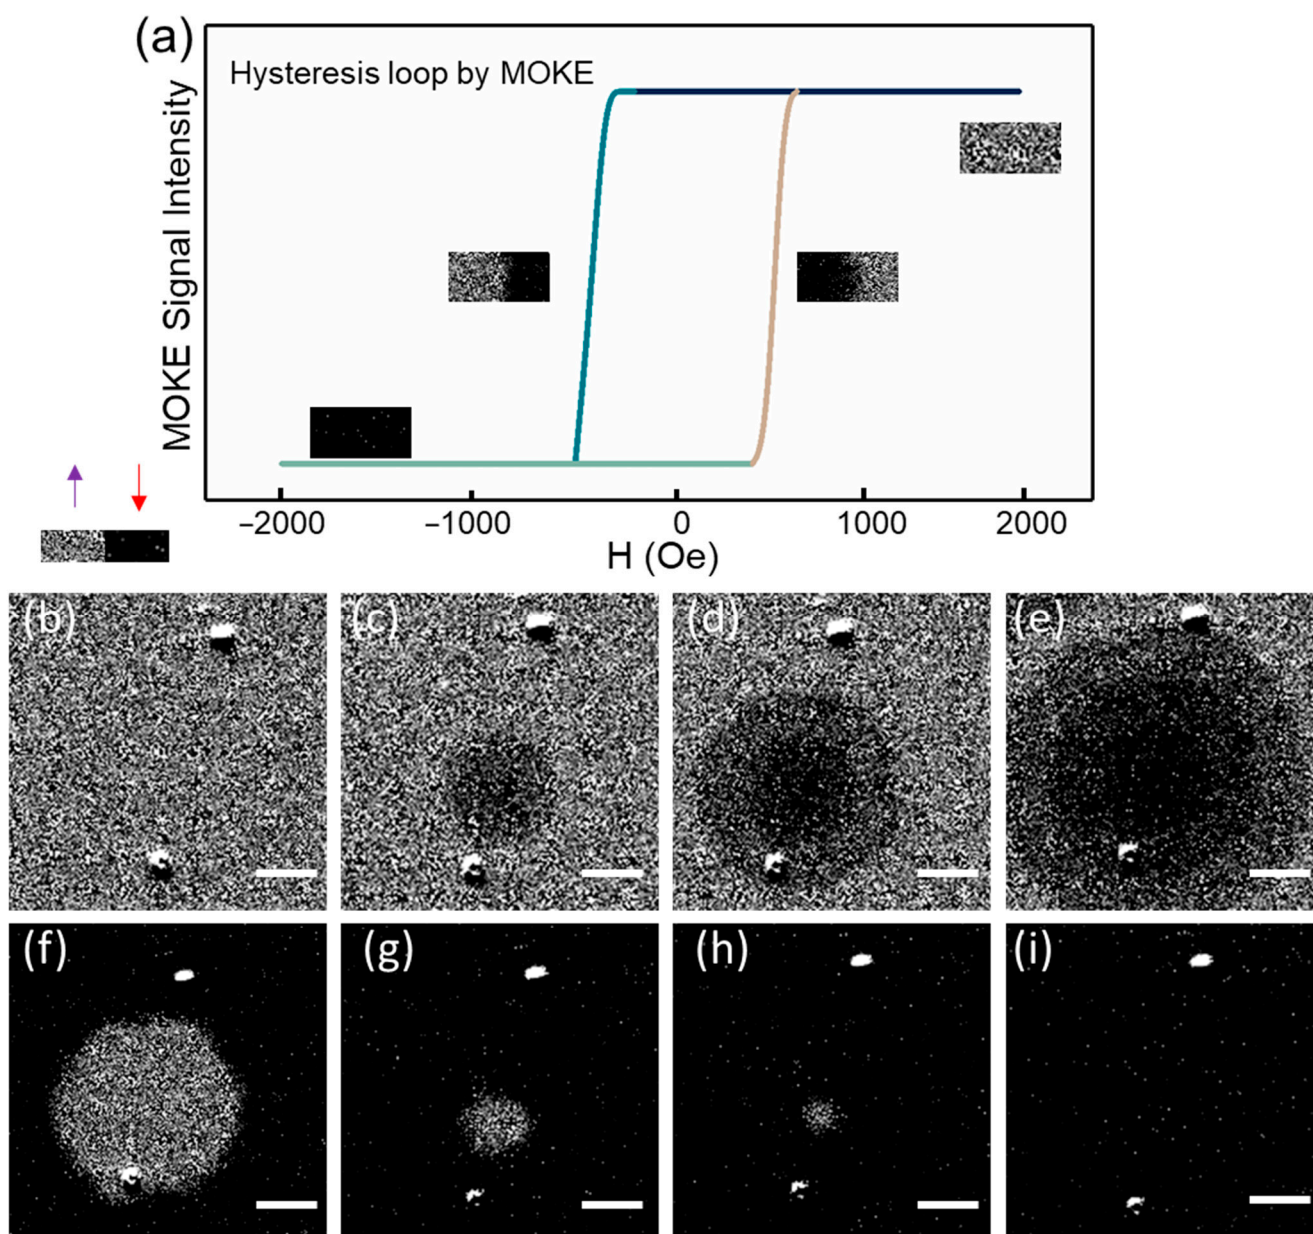 (a)
Hysteresis loop by MOKE
MOKE Signal Intensity
−2000 −1000 0 1000 2000
H (Oe)
(b) (c) (d) (e)
(f) (g) (h) (i)